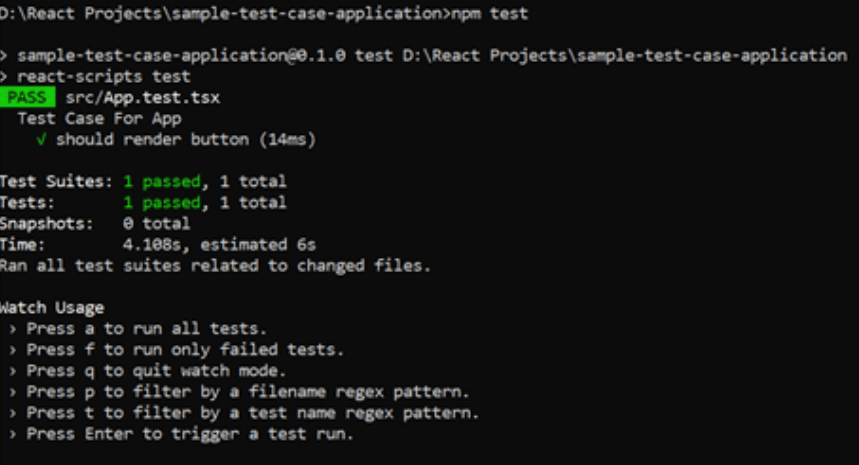 D:\React Projects\sample-test-case-application>npm test
> sample-test-case-application@0.1.0 test D:\React Projects\sample-test-case-application
> react-scripts test
PASS src/App.test.tsx
Test Case For App
√ should render button (14ms)
Test Suites: 1 passed, 1 total
Tests: 1 passed, 1 total
Snapshots: 0 total
Time: 4.108s, estimated 6s
Ran all test suites related to changed files.
Watch Usage
› Press a to run all tests.
› Press f to run only failed tests.
› Press q to quit watch mode.
› Press p to filter by a filename regex pattern.
› Press t to filter by a test name regex pattern.
› Press Enter to trigger a test run.